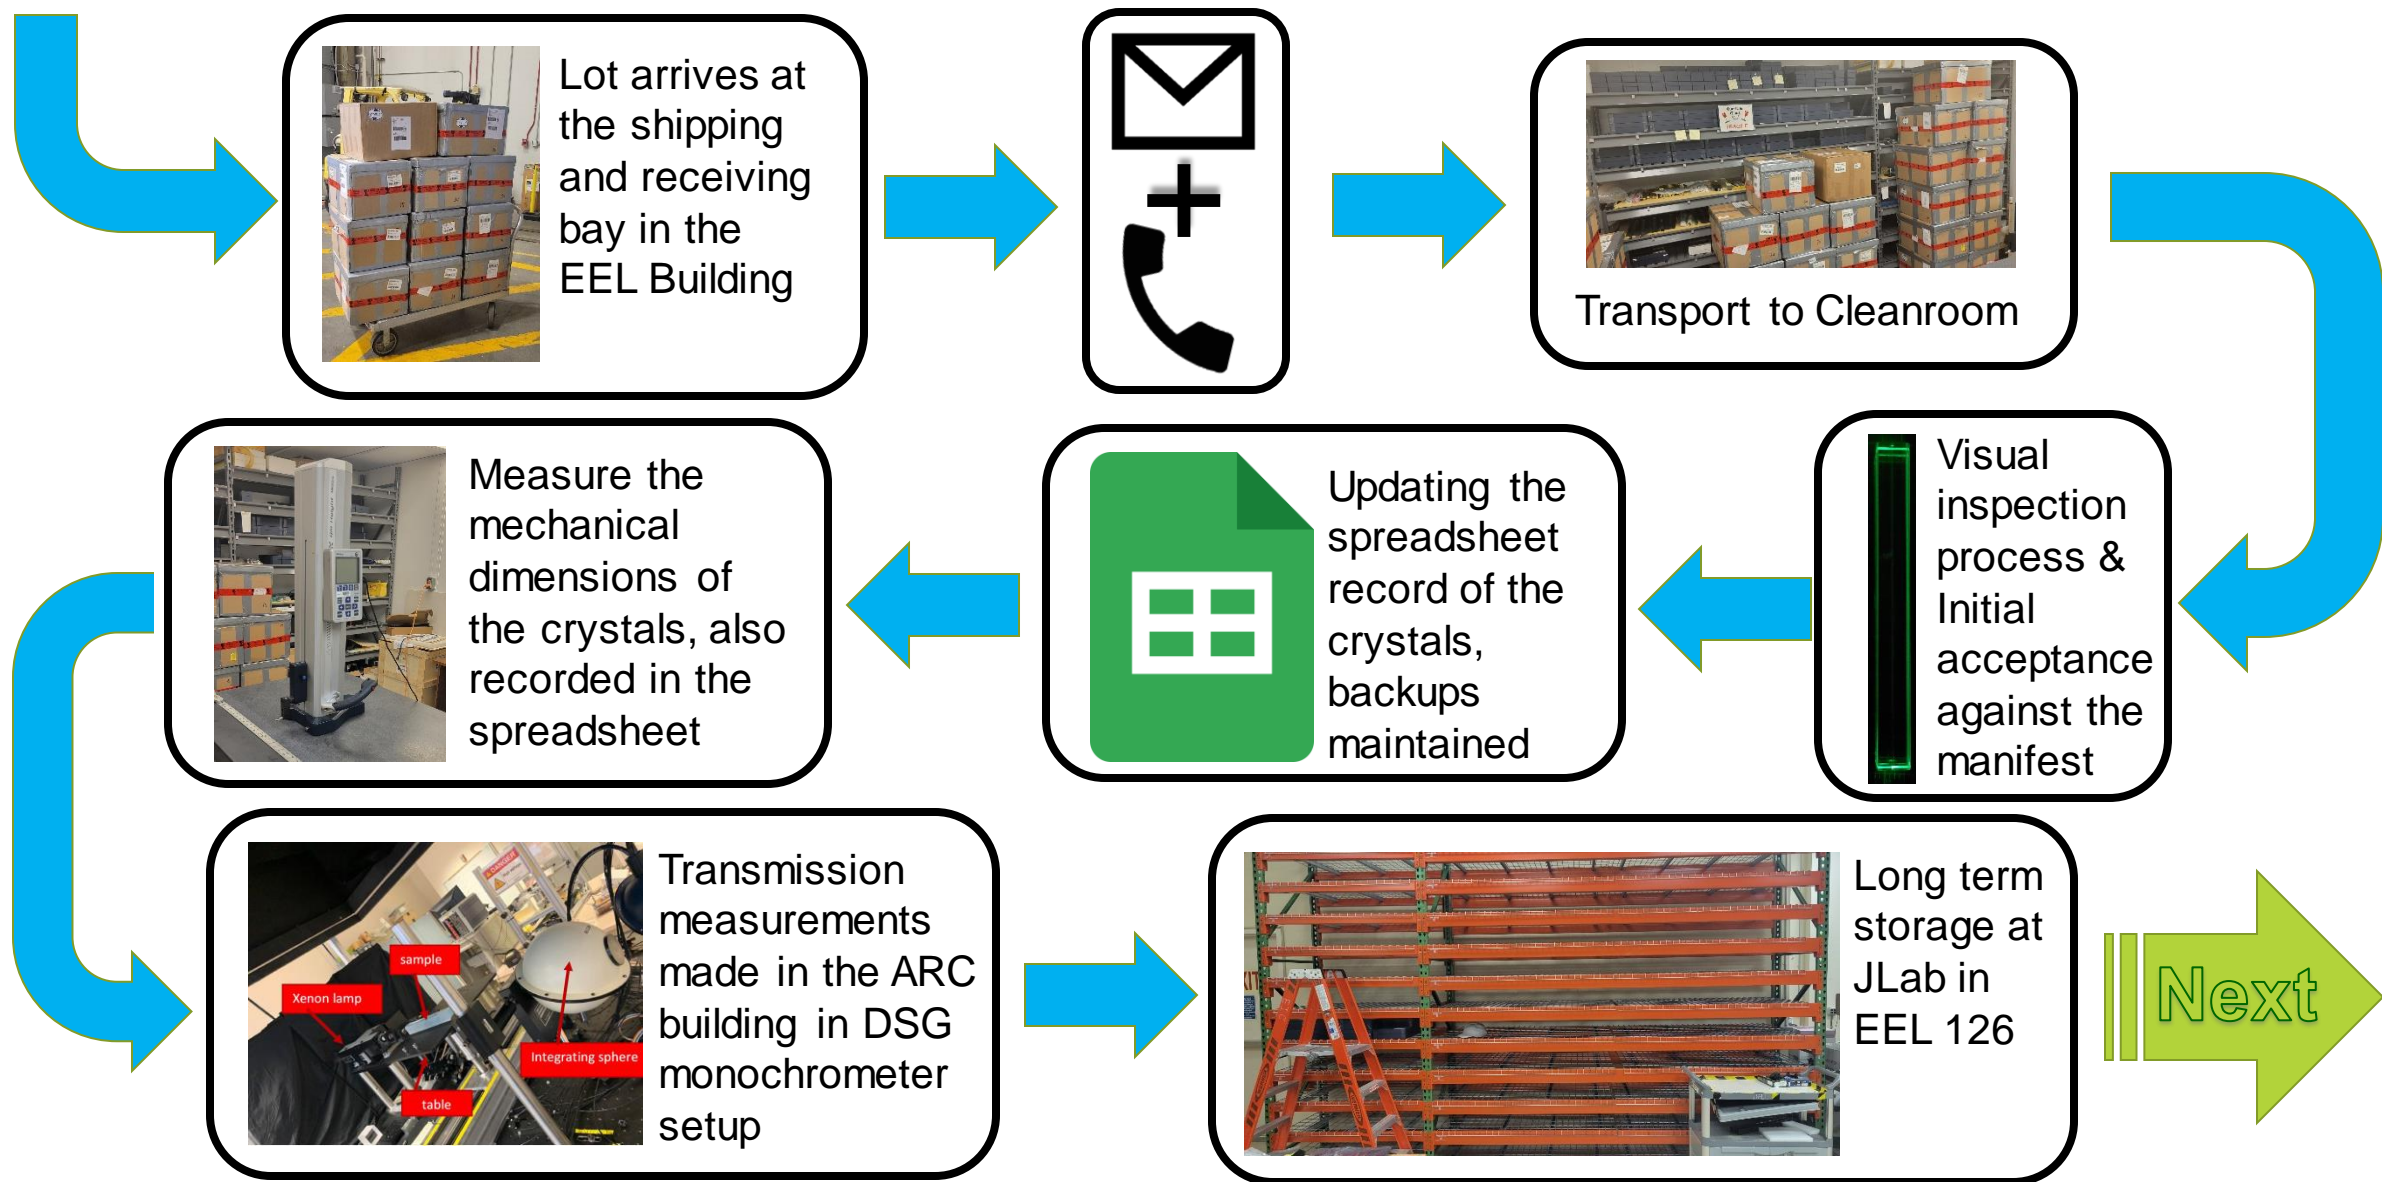 Lot arrives at
the shipping
and receiving
bay in the
EEL Building
Transport to Cleanroom
Visual
inspection
process &
Initial
acceptance
against the
manifest
Updating the
spreadsheet
record of the
crystals,
backups
maintained
Measure the
mechanical
dimensions of
the crystals, also
recorded in the
spreadsheet
DANGER
sample
Xenon lamp
Integrating sphere
table
Transmission
measurements
made in the ARC
building in DSG
monochrometer
setup
Long term
storage at
JLab in
EEL 126
Next